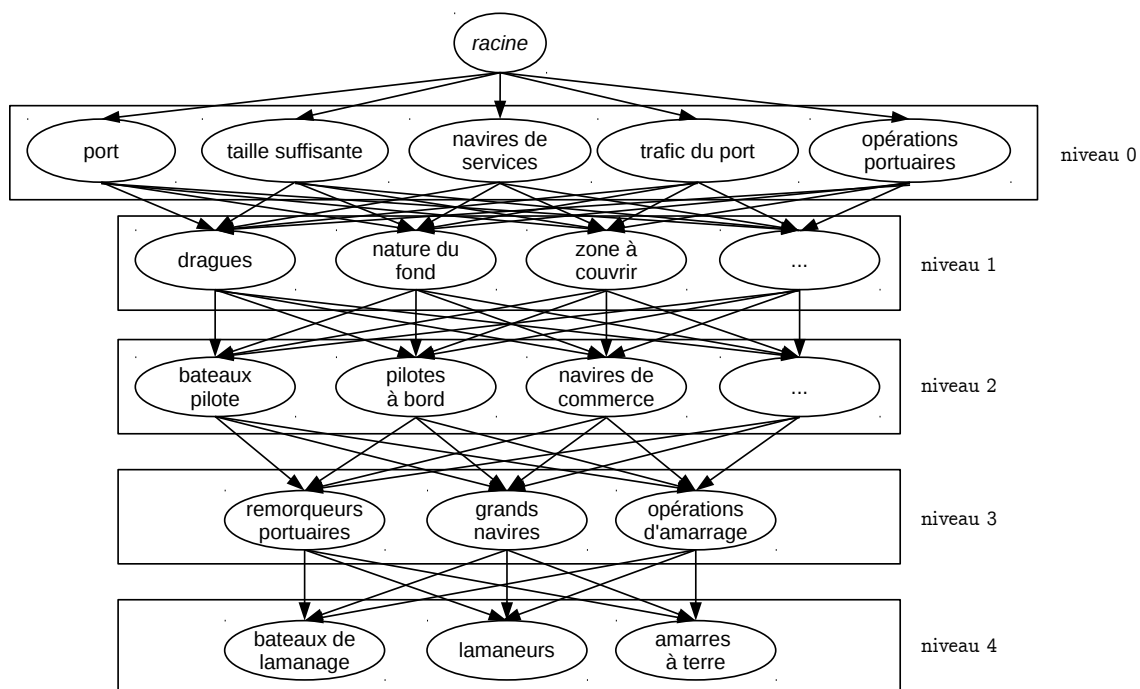 racine
port
taille suffisante
navires de
services
trafic du port
opérations
portuaires
niveau 0
dragues
nature du
fond
zone à
couvrir
...
niveau 1
bateaux
pilote
pilotes
à bord
navires de
commerce
...
niveau 2
remorqueurs
portuaires
grands
navires
opérations
d'amarrage
niveau 3
bateaux de
lamanage
lamaneurs
amarres
à terre
niveau 4